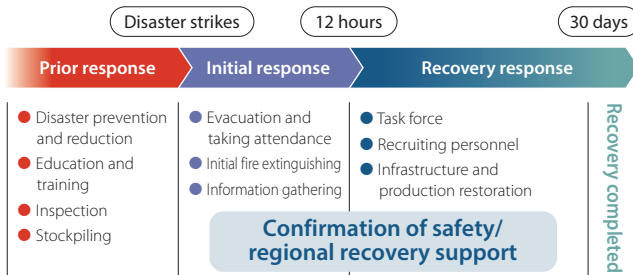 Disaster strikes
12 hours
30 days
Prior response
Initial response
Recovery response
Disaster prevention
and reduction
Education and
training
Inspection
Stockpiling
Evacuation and
taking attendance
Initial fire extinguishing
Information gathering
Task force
Recruiting personnel
Infrastructure and
production restoration
Confirmation of safety/
regional recovery support
Recovery completed